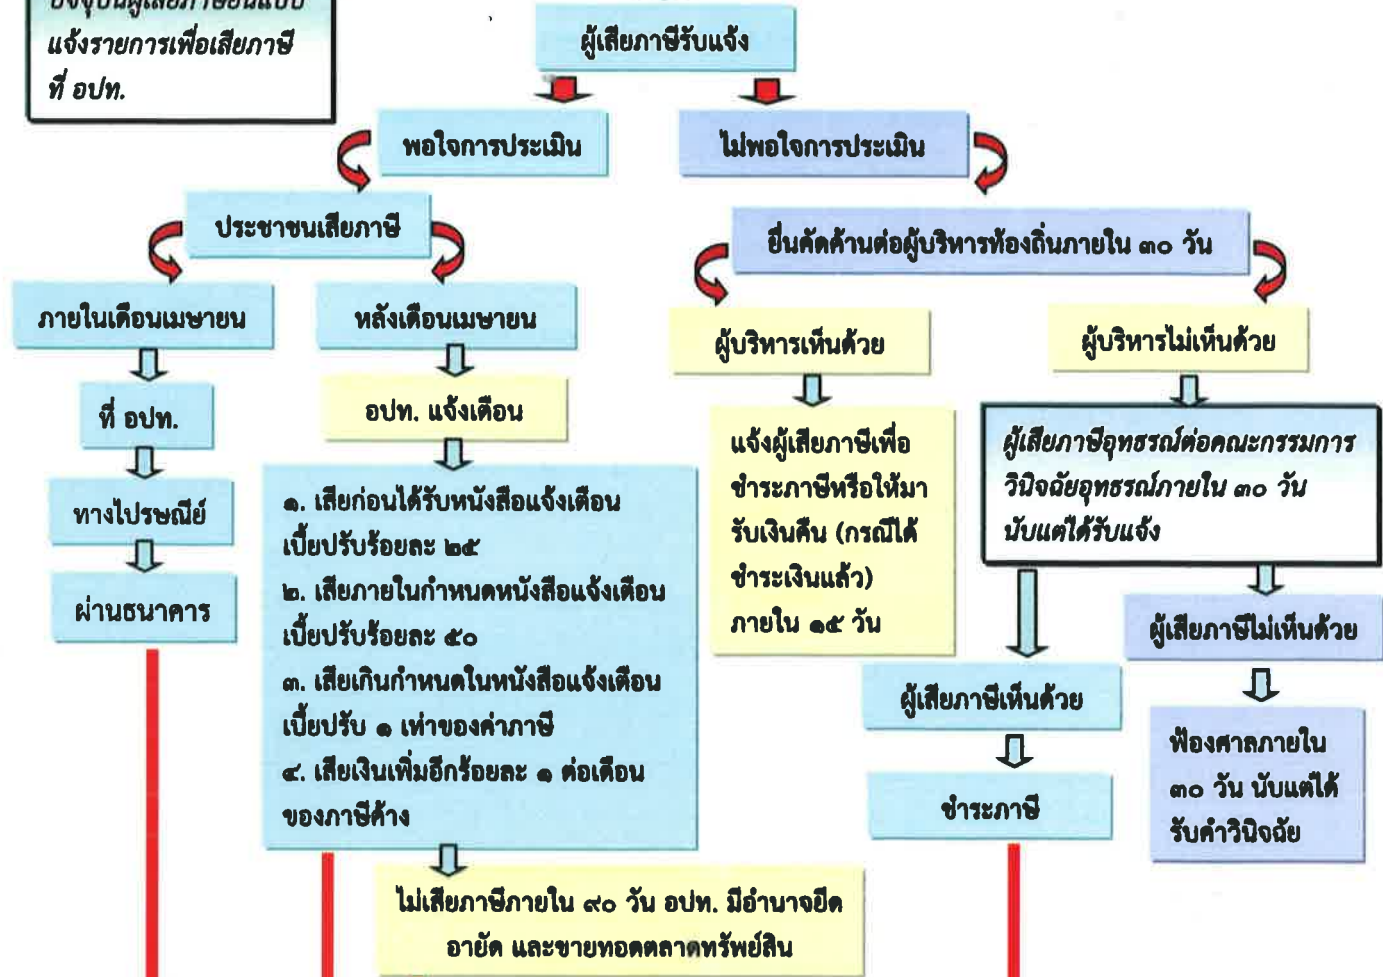 ปัจจุบันผู้เสียภาษียื่นแบบ
แจ้งรายการเพื่อเสียภาษี
ที่ อปท.
ผู้เสียภาษีรับแจ้ง
พอใจการประเมิน
ไม่พอใจการประเมิน
ประชาชนเสียภาษี
ยื่นคัดค้านต่อผู้บริหารท้องถิ่นภายใน ๓๐ วัน
ภายในเดือนเมษายน
หลังเดือนเมษายน
ผู้บริหารเห็นด้วย
ผู้บริหารไม่เห็นด้วย
ที่ อปท.
ทางไปรษณีย์
ผ่านธนาคาร
อปท. แจ้งเตือน
๑. เสียก่อนได้รับหนังสือแจ้งเตือน
เบี้ยปรับร้อยละ ๒๕
๒. เสียภายในกำหนดหนังสือแจ้งเตือน
เบี้ยปรับร้อยละ ๕๐
๓. เสียเกินกำหนดในหนังสือแจ้งเตือน
เบี้ยปรับ ๑ เท่าของค่าภาษี
๔. เสียเงินเพิ่มอีกร้อยละ ๑ ต่อเดือน
ของภาษีค้าง
ไม่เสียภาษีภายใน ๙๐ วัน อปท. มีอำนาจยึด
อายัด และขายทอดตลาดทรัพย์สิน
แจ้งผู้เสียภาษีเพื่อ
ชำระภาษีหรือให้มา
รับเงินคืน (กรณีได้
ชำระเงินแล้ว)
ภายใน ๑๕ วัน
ผู้เสียภาษีอุทธรณ์ต่อคณะกรรมการ
วินิจฉัยอุทธรณ์ภายใน ๓๐ วัน
นับแต่ได้รับแจ้ง
ผู้เสียภาษีเห็นด้วย
ชำระภาษี
ผู้เสียภาษีไม่เห็นด้วย
ฟ้องศาลภายใน
๓๐ วัน นับแต่ได้
รับคำวินิจฉัย